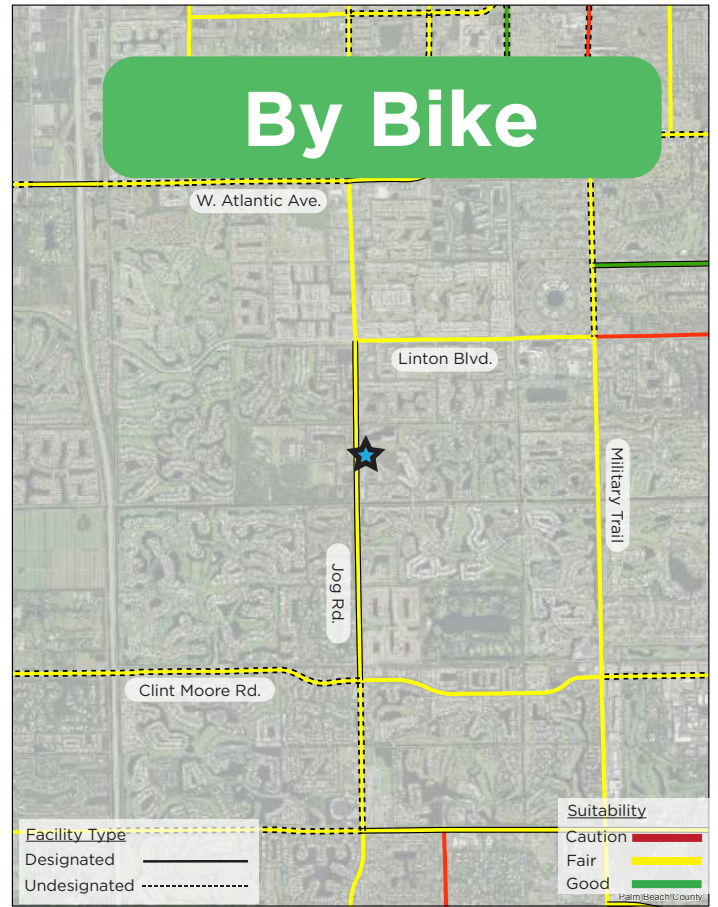 By Bike
W. Atlantic Ave.
Linton Blvd.
Military Trail
Jog Rd.
Clint Moore Rd.
Facility Type
Designated
Undesignated
Suitability
Caution
Fair
Good
Palm Beach County